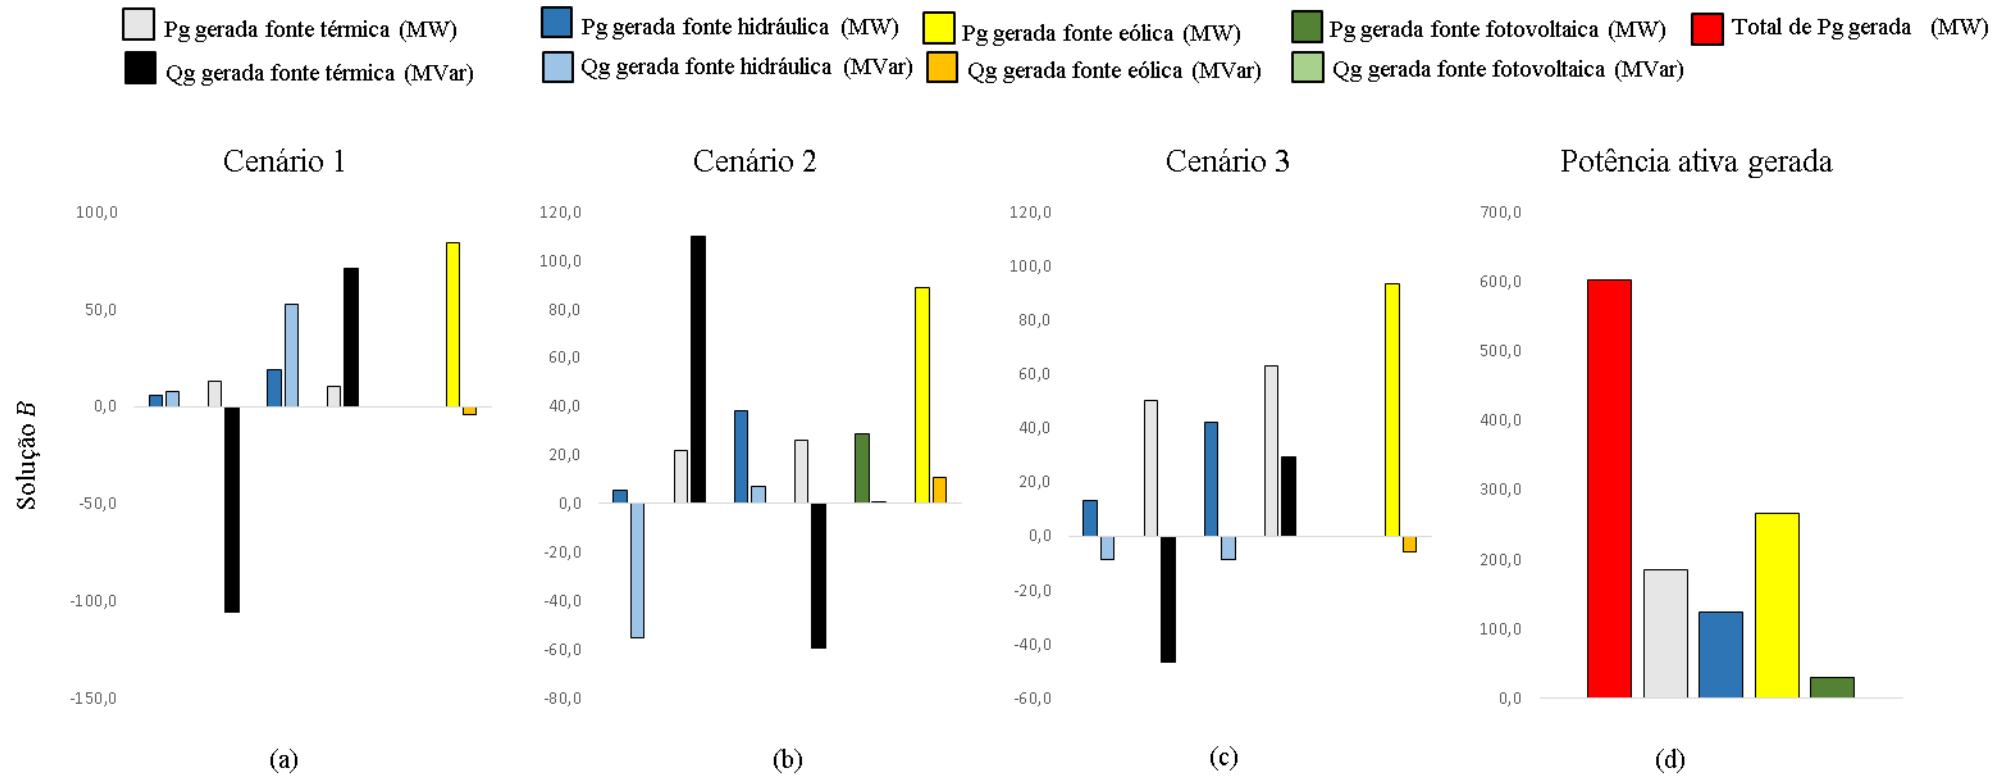 Pg gerada fonte térmica (MW)
Pg gerada fonte hidráulica (MW)
Pg gerada fonte eólica (MW)
Pg gerada fonte fotovoltaica (MW)
Total de Pg gerada (MW)
Qg gerada fonte térmica (MVar)
Qg gerada fonte hidráulica (MVar)
Qg gerada fonte eólica (MVar)
Qg gerada fonte fotovoltaica (MVar)
Solução B
Cenário 1
100,0
50,0
0,0
-50,0
-100,0
-150,0
(a)
Cenário 2
120,0
100,0
80,0
60,0
40,0
20,0
0,0
-20,0
-40,0
-60,0
-80,0
(b)
Cenário 3
120,0
100,0
80,0
60,0
40,0
20,0
0,0
-20,0
-40,0
-60,0
(c)
Potência ativa gerada
700,0
600,0
500,0
400,0
300,0
200,0
100,0
0,0
(d)